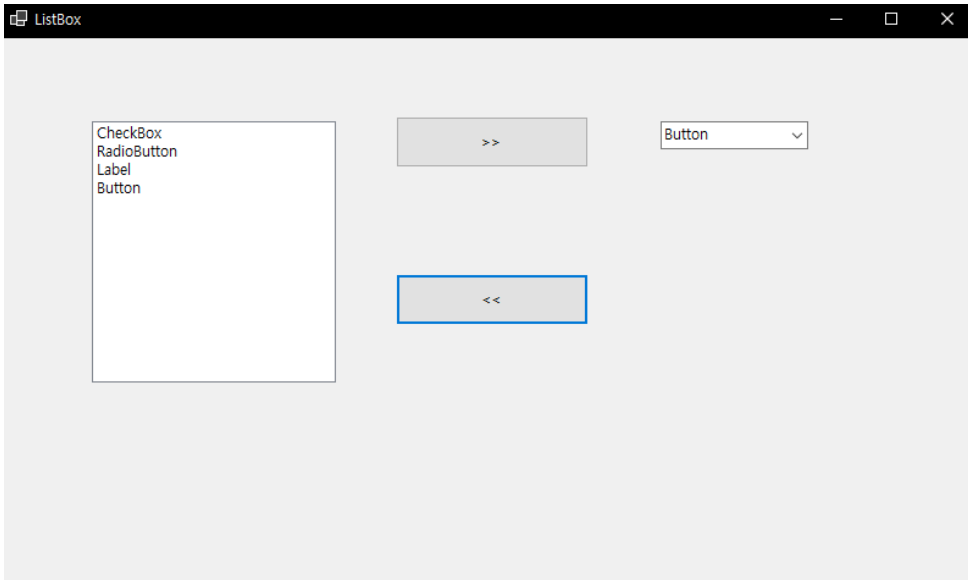 ListBox
CheckBox
RadioButton
Label
Button
>>
Button
<<